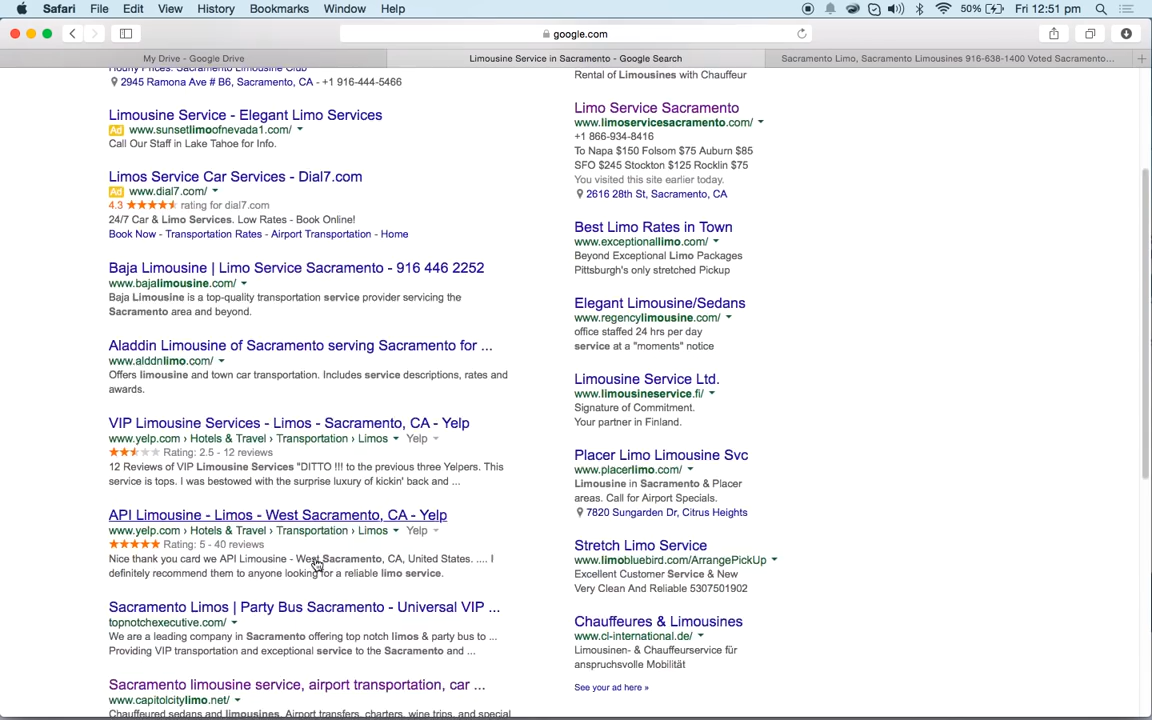 Safari File Edit View History Bookmarks Window Help
50% Fri 12:51 pm
google.com
My Drive - Google Drive
Limousine Service in Sacramento - Google Search
Sacramento Limo, Sacramento Limousines 916-638-1400 Voted Sacramento...
Hourly Prices: Sacramento Limousine Club
2945 Ramona Ave # B6, Sacramento, CA - +1 916-444-5466
Limousine Service - Elegant Limo Services
Ad www.sunsetlimoofnevada1.com/
Call Our Staff in Lake Tahoe for Info.
Limos Service Car Services - Dial7.com
Ad www.dial7.com/
4.3 ★★★★★ rating for dial7.com
24/7 Car & Limo Services. Low Rates - Book Online!
Book Now - Transportation Rates - Airport Transportation - Home
Baja Limousine | Limo Service Sacramento - 916 446 2252
www.bajalimousine.com/
Baja Limousine is a top-quality transportation service provider servicing the
Sacramento area and beyond.
Aladdin Limousine of Sacramento serving Sacramento for ...
www.alddnlimo.com/
Offers limousine and town car transportation. Includes service descriptions, rates and
awards.
VIP Limousine Services - Limos - Sacramento, CA - Yelp
www.yelp.com › Hotels & Travel › Transportation › Limos Yelp
Rating: 2.5 - 12 reviews
12 Reviews of VIP Limousine Services "DITTO !!! to the previous three Yelpers. This
service is tops. I was bestowed with the surprise luxury of kickin' back and ...
API Limousine - Limos - West Sacramento, CA - Yelp
www.yelp.com › Hotels & Travel › Transportation › Limos Yelp
Rating: 5 - 40 reviews
Nice thank you card we API Limousine - West Sacramento, CA, United States. .... I
definitely recommend them to anyone looking for a reliable limo service.
Sacramento Limos | Party Bus Sacramento - Universal VIP ...
topnotchexecutive.com/
We are a leading company in Sacramento offering top notch limos & party bus to ...
Providing VIP transportation and exceptional service to the Sacramento and ...
Sacramento limousine service, airport transportation, car ...
www.capitolcitylimo.net/
Chauffeured sedans and limousines. Airport transfers, charters, wine trips, and special
Rental of Limousines with Chauffeur
Limo Service Sacramento
www.limoservicesacramento.com/
+1 866-934-8416
To Napa $150 Folsom $75 Auburn $85
SFO $245 Stockton $125 Rocklin $75
You visited this site earlier today.
2616 28th St, Sacramento, CA
Best Limo Rates in Town
www.exceptionallimo.com/
Beyond Exceptional Limo Packages
Pittsburgh's only stretched Pickup
Elegant Limousine/Sedans
www.regencylimousine.com/
office staffed 24 hrs per day
service at a "moments" notice
Limousine Service Ltd.
www.limousineservice.fi/
Signature of Commitment.
Your partner in Finland.
Placer Limo Limousine Svc
www.placerlimo.com/
Limousine in Sacramento & Placer
areas. Call for Airport Specials.
7820 Sungarden Dr, Citrus Heights
Stretch Limo Service
www.limobluebird.com/ArrangePickUp
Excellent Customer Service & New
Very Clean And Reliable 5307501902
Chauffeures & Limousines
www.cl-international.de/
Limousinen- & Chauffeurservice für
anspruchsvolle Mobilität
See your ad here »